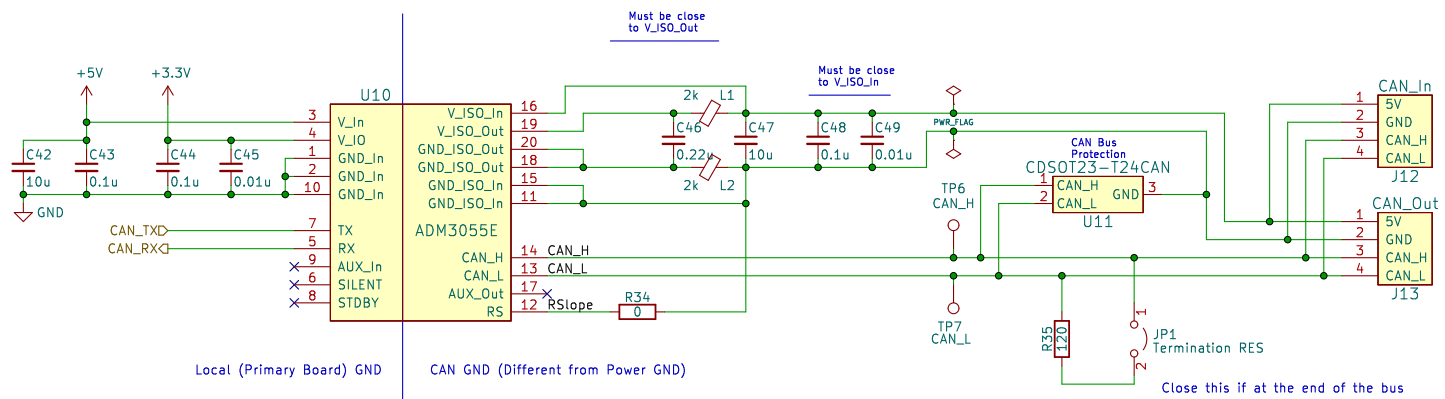 Must be close
to V_ISO_Out
Must be close
to V_ISO_In
+5V
+3.3V
U10
2k
L1
C46
0.22u
2k
L2
C47
10u
C48
0.1u
C49
0.01u
PWR_FLAG
CAN_In
1
5V
2
GND
3
CAN_H
4
CAN_L
J12
C42
10u
C43
0.1u
C44
0.1u
C45
0.01u
GND
3
V_In
4
V_IO
1
GND_In
2
GND_In
10
GND_In
7
TX
5
RX
9
AUX_In
6
SILENT
8
STDBY
CAN_TX
CAN_RX
V_ISO_In
16
V_ISO_Out
19
GND_ISO_Out
20
GND_ISO_Out
18
GND_ISO_In
15
GND_ISO_In
11
ADM3055E
CAN_H
14
CAN_H
CAN_L
13
CAN_L
AUX_Out
17
RS
12
RSlope
R34
0
CAN Bus
Protection
CDSOT23-T24CAN
1
CAN_H
2
CAN_L
GND
3
U11
TP6
CAN_H
TP7
CAN_L
CAN_Out
1
5V
2
GND
3
CAN_H
4
CAN_L
J13
R35
120
1
JP1
Termination RES
2
Local (Primary Board) GND
CAN GND (Different from Power GND)
Close this if at the end of the bus